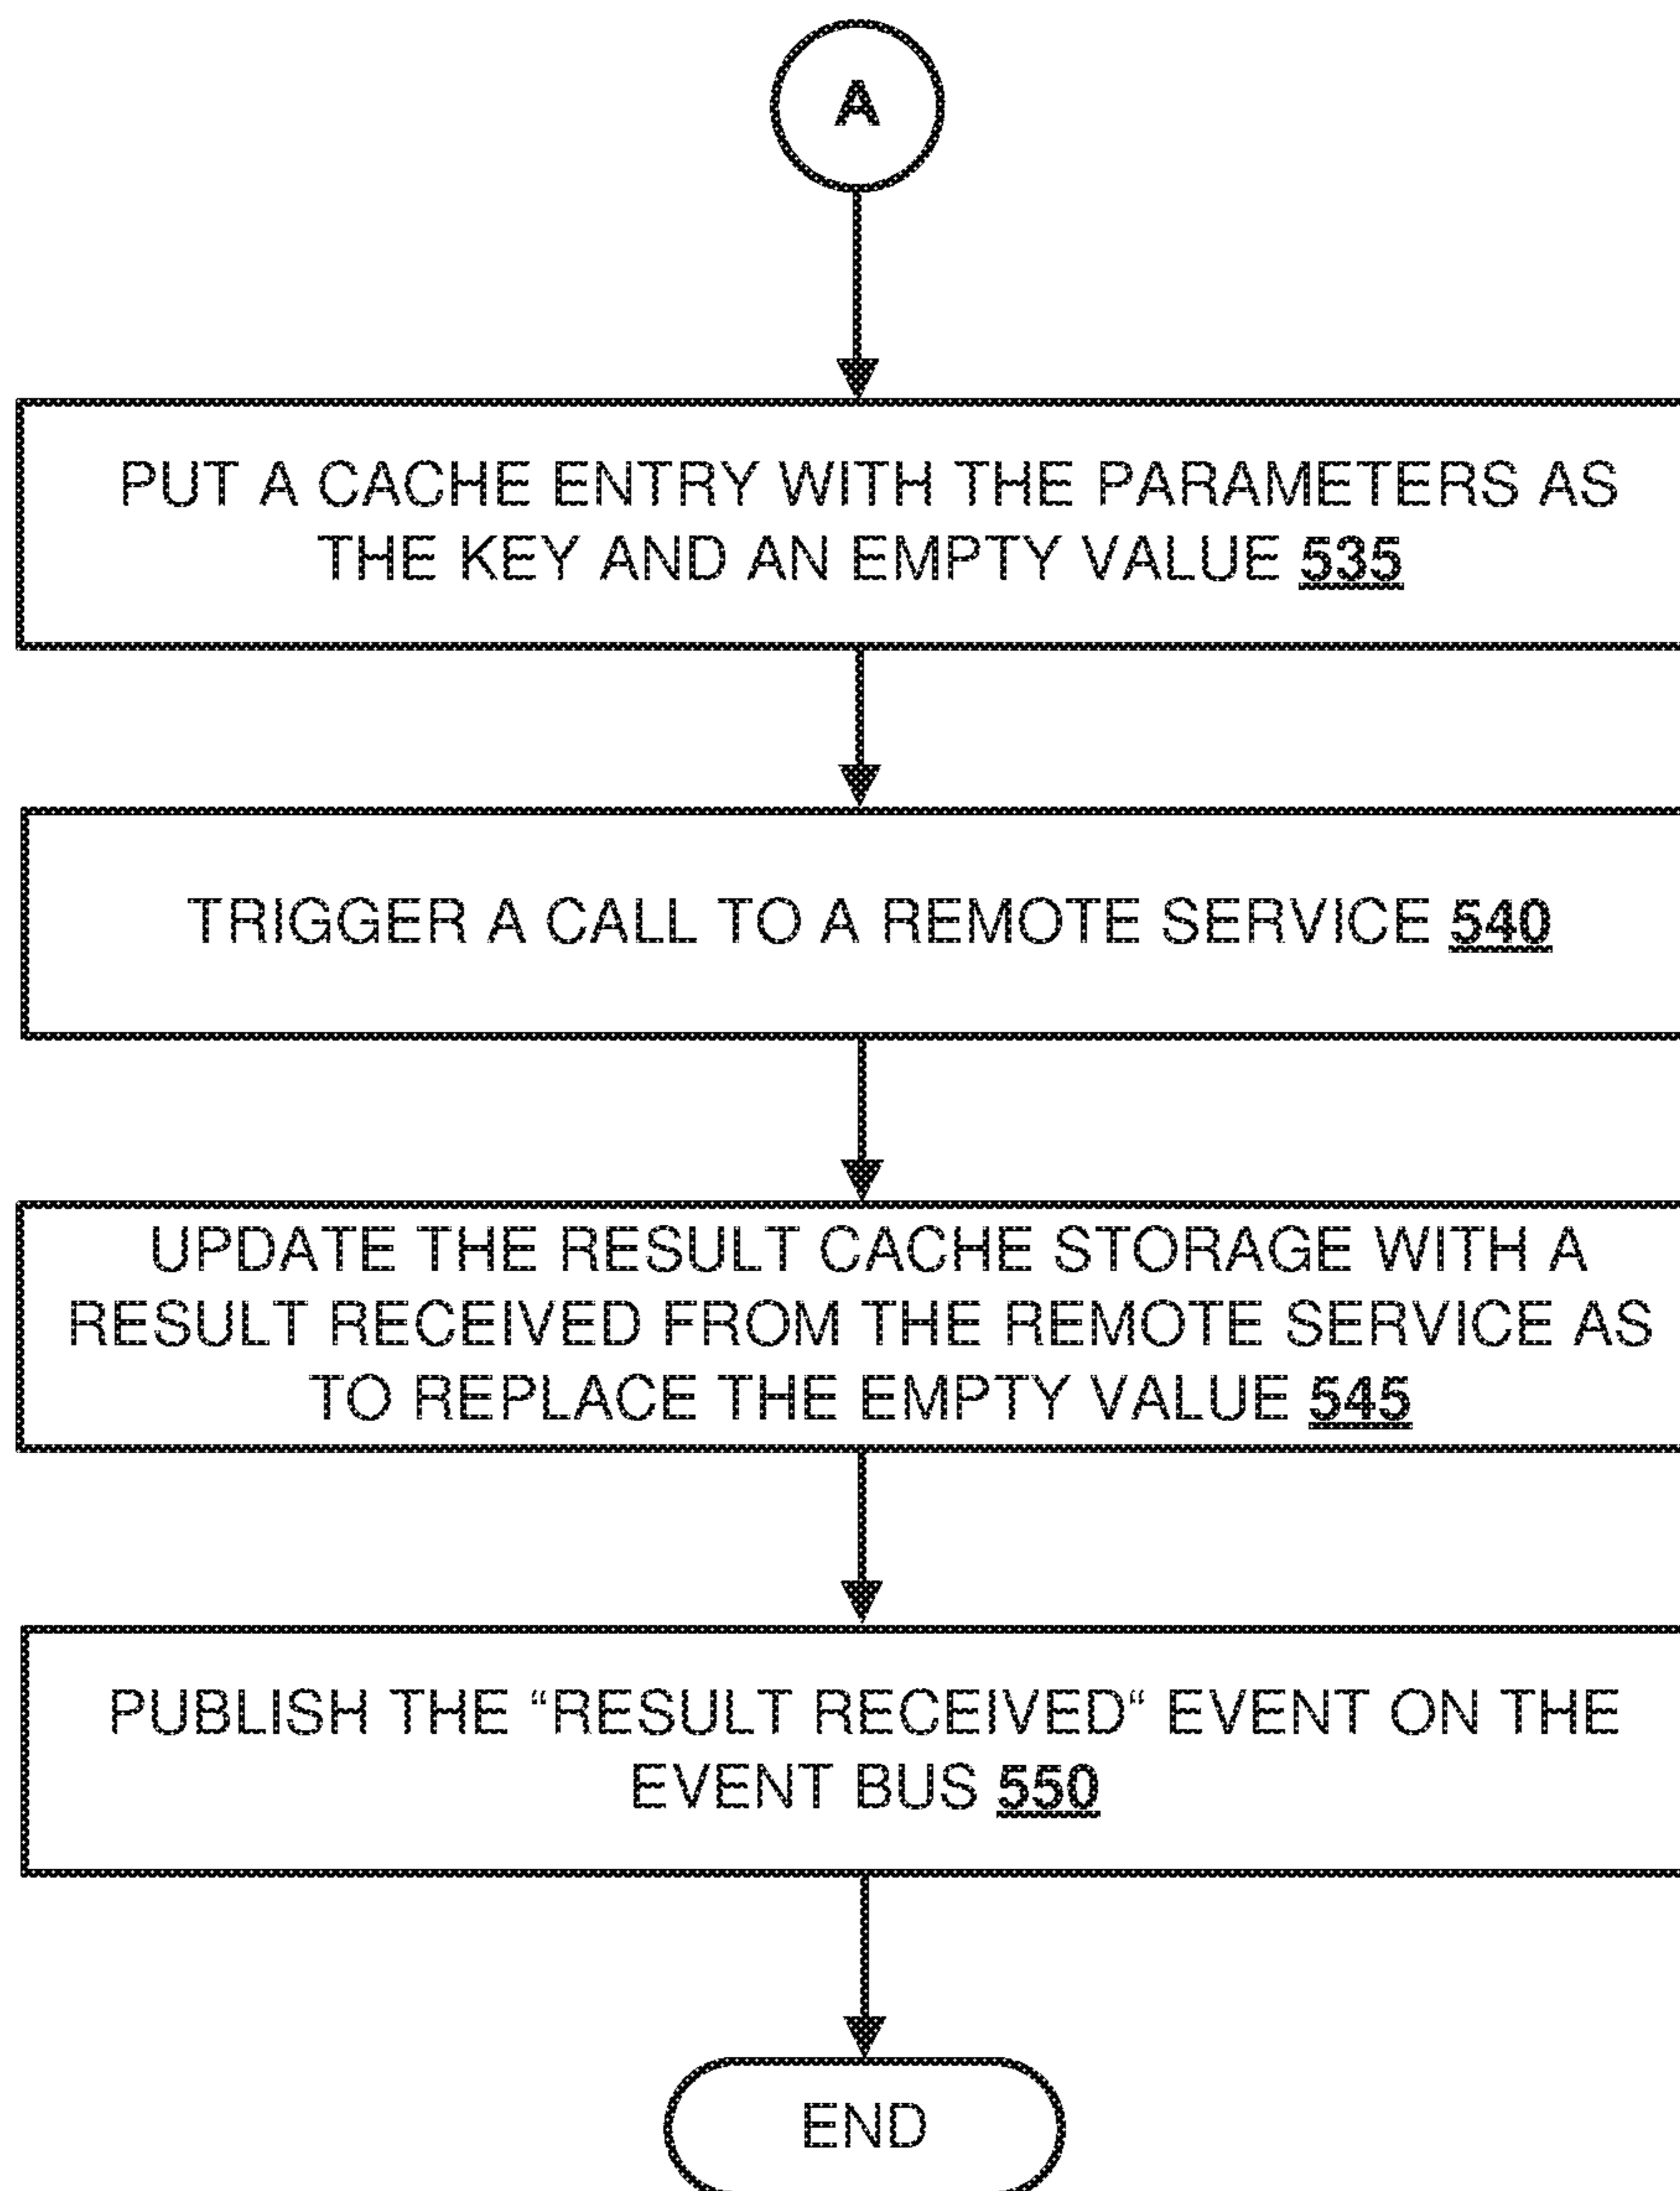 A
PUT A CACHE ENTRY WITH THE PARAMETERS AS
THE KEY AND AN EMPTY VALUE 535
TRIGGER A CALL TO A REMOTE SERVICE 540
UPDATE THE RESULT CACHE STORAGE WITH A
RESULT RECEIVED FROM THE REMOTE SERVICE AS
TO REPLACE THE EMPTY VALUE 545
PUBLISH THE “RESULT RECEIVED“ EVENT ON THE
EVENT BUS 550
END